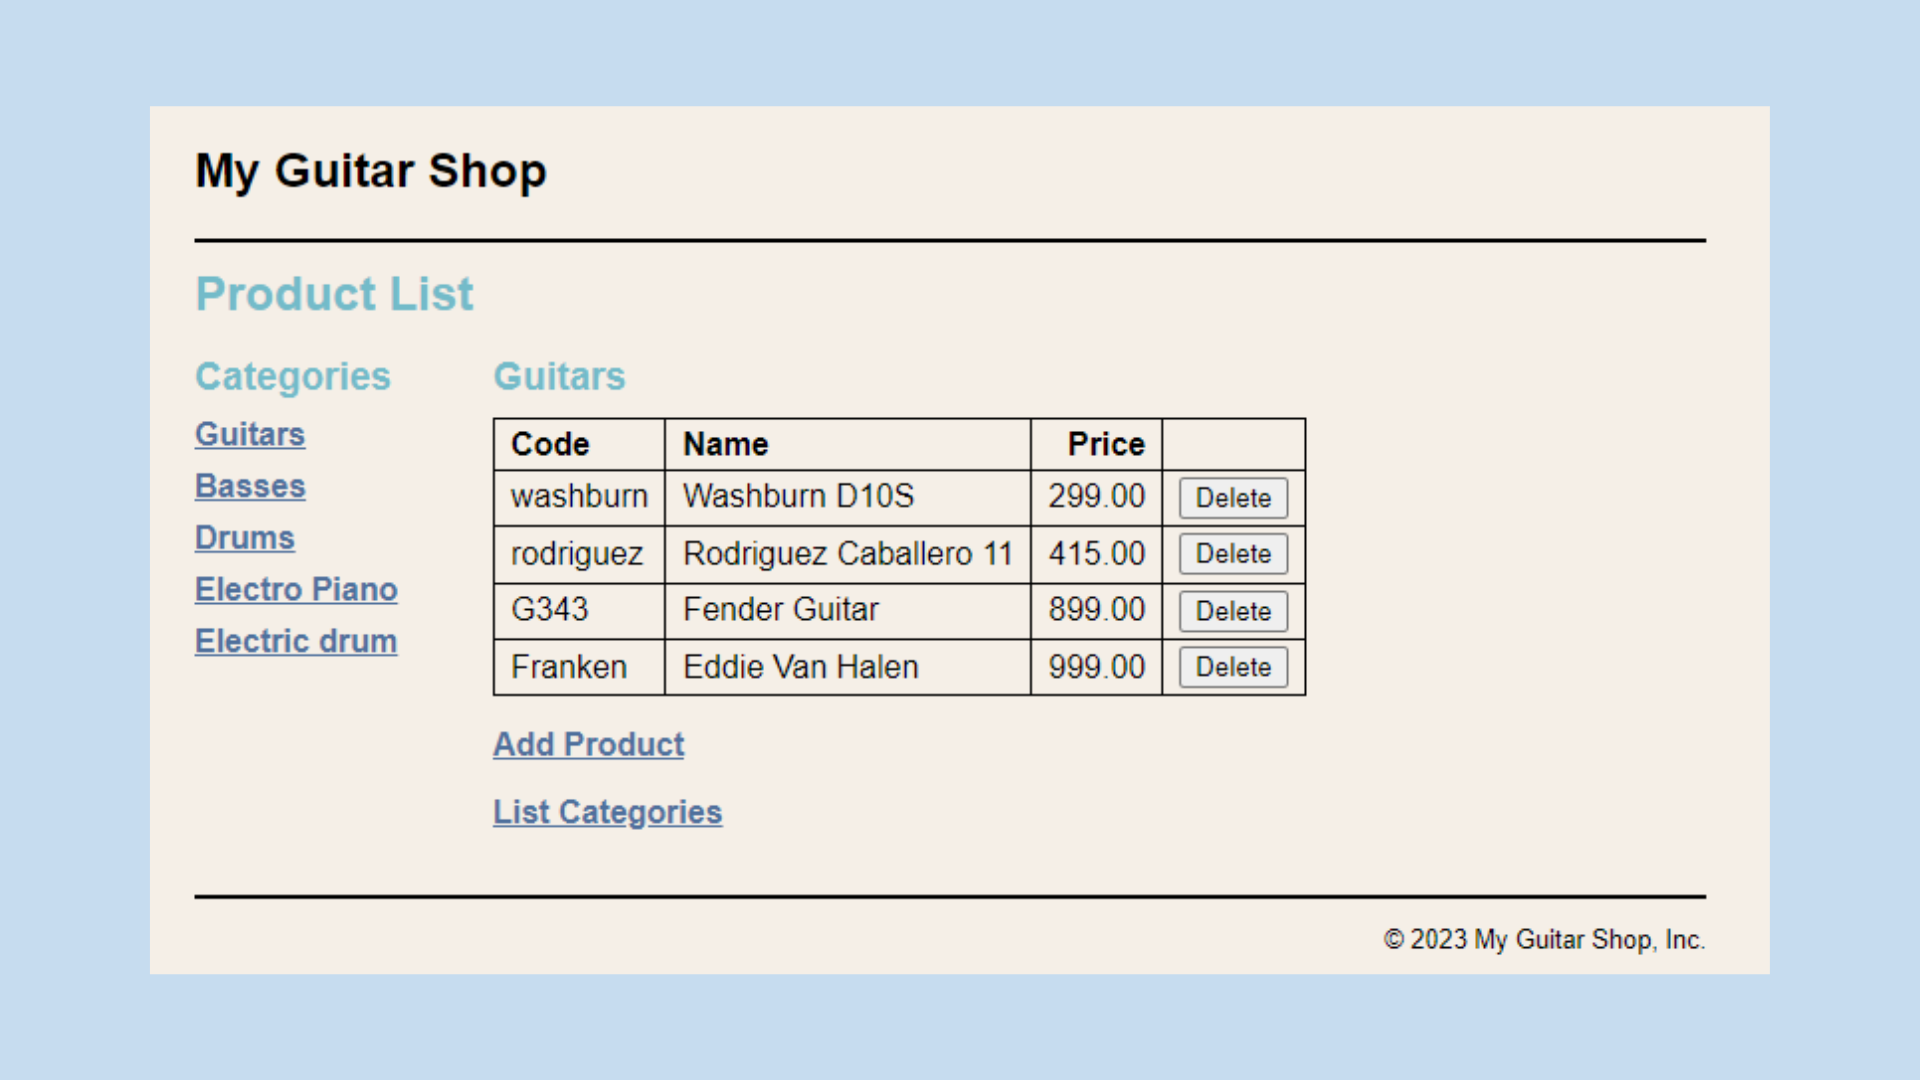 My Guitar Shop
Product List
Categories
Guitars
Basses
Drums
Electro Piano
Electric drum
Guitars
Code Name Price
washburn Washburn D10S 299.00 Delete
rodriguez Rodriguez Caballero 11 415.00 Delete
G343 Fender Guitar 899.00 Delete
Franken Eddie Van Halen 999.00 Delete
Add Product
List Categories
© 2023 My Guitar Shop, Inc.